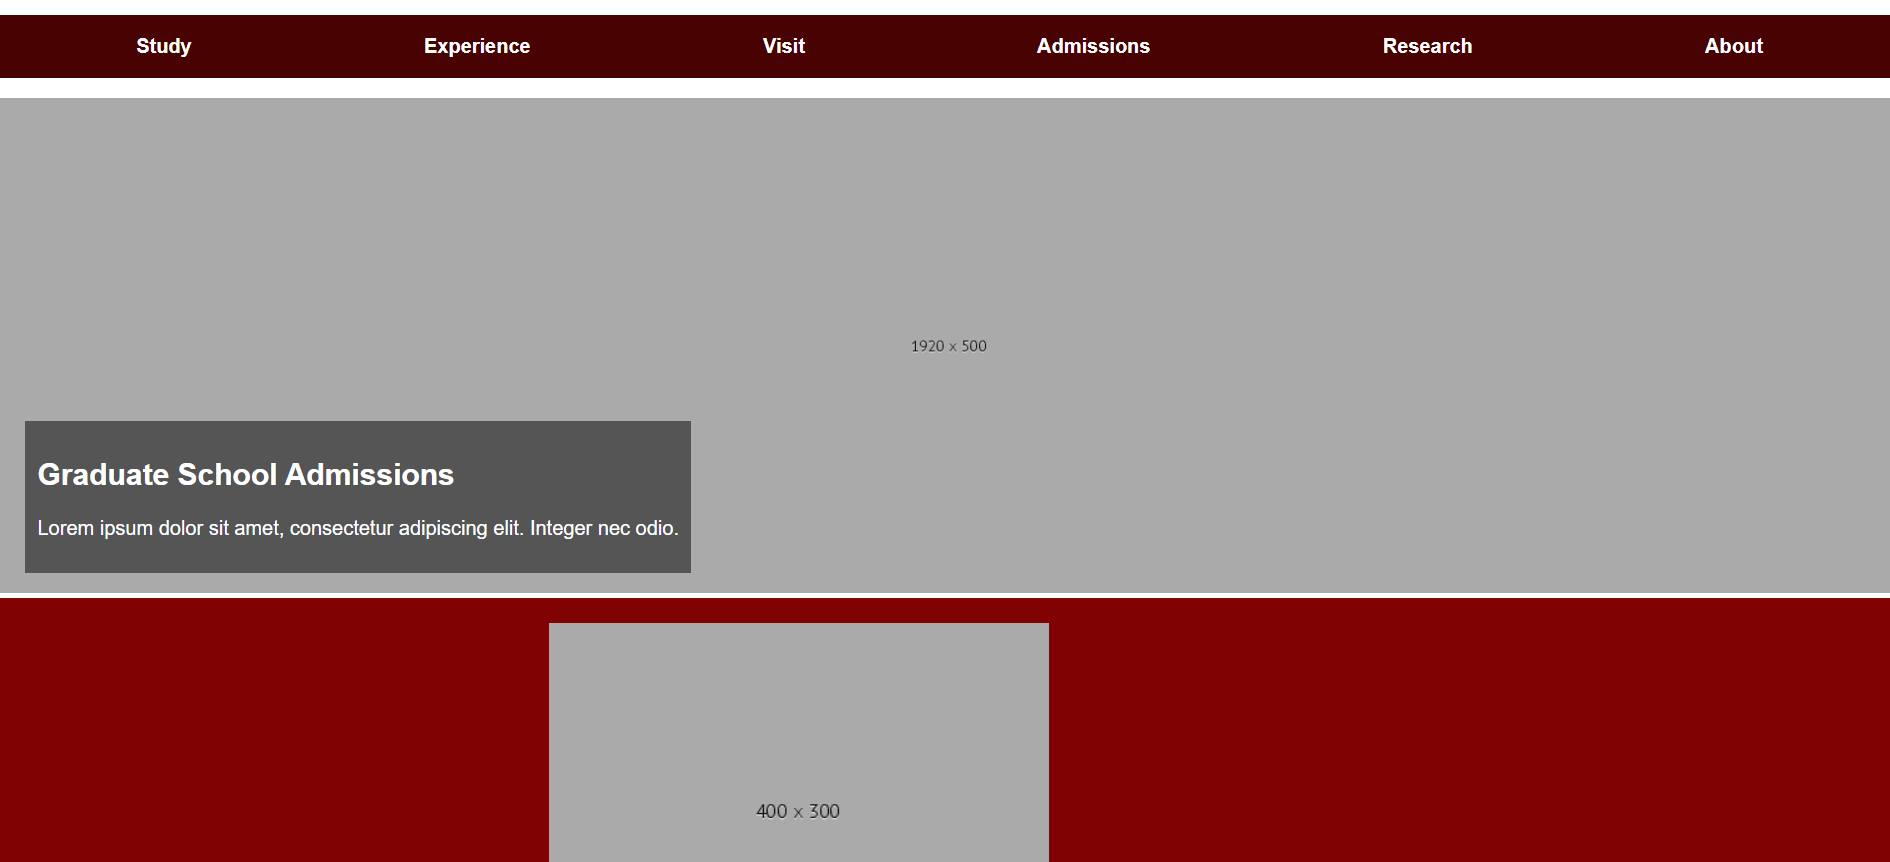 Study Experience Visit Admissions Research About
1920 x 500
Graduate School Admissions
Lorem ipsum dolor sit amet, consectetur adipiscing elit. Integer nec odio.
400 x 300